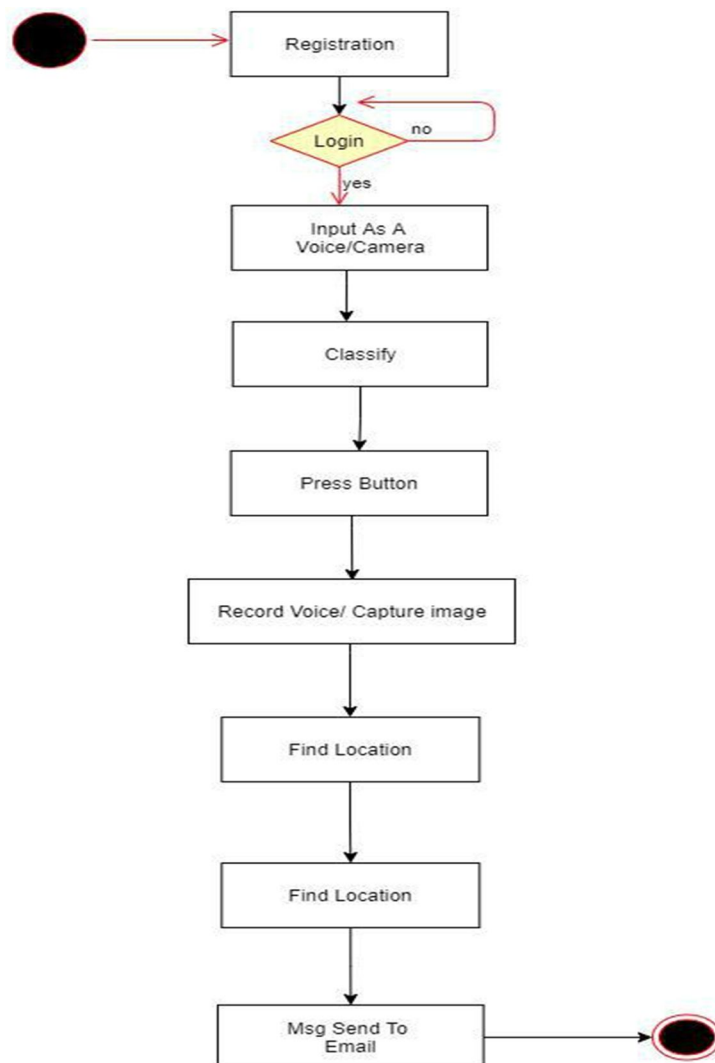 Registration
Login
no
yes
Input As A
Voice/Camera
Classify
Press Button
Record Voice/ Capture image
Find Location
Find Location
Msg Send To
Email